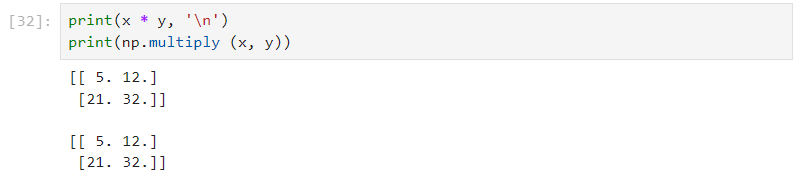 [32]: print(x * y, '\n')
print(np.multiply (x, y))
[[ 5. 12.]
 [21. 32.]]

[[ 5. 12.]
 [21. 32.]]